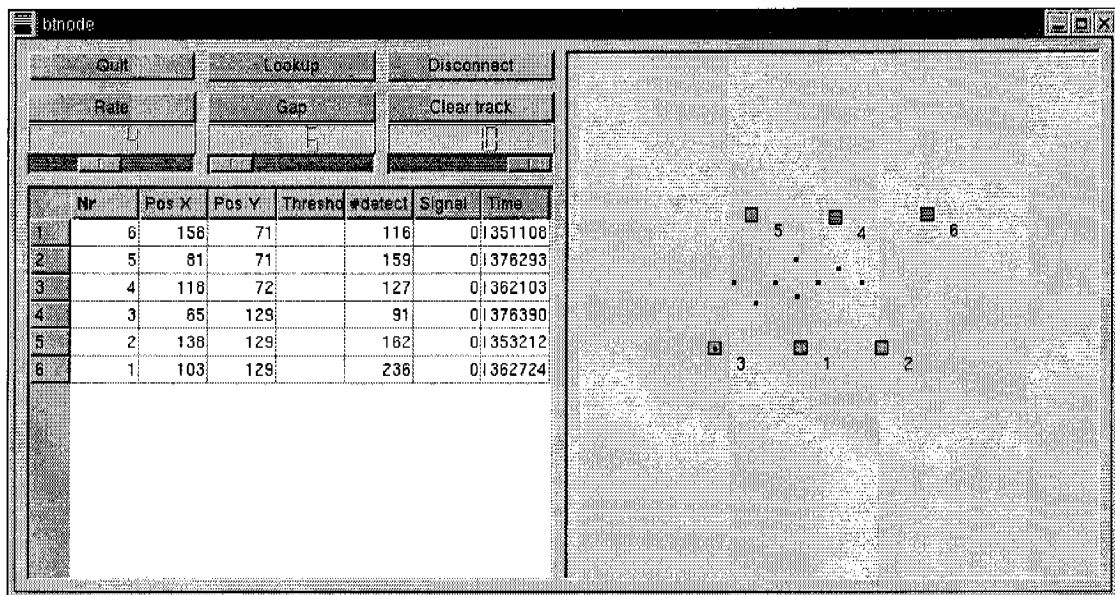 btnode
Quit Lookup Disconnect
Rate Gap Clear track
Nr Pos X Pos Y Thresho #detect Signal Time
1 6 156 71 116 0 1351108
2 5 81 71 159 0 1376293
3 4 116 72 127 0 1362103
4 3 65 129 91 0 1376390
5 2 138 129 162 0 1353212
6 1 103 129 236 0 1362724
5 4 6
3 1 2